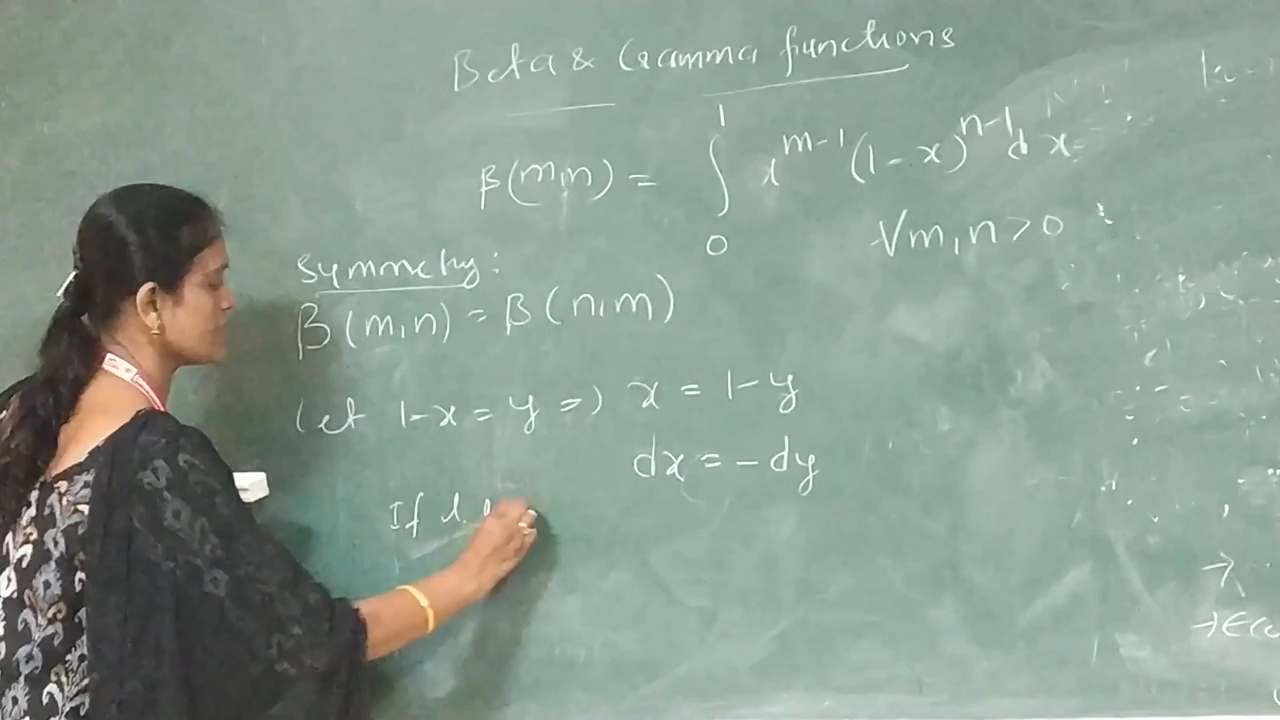 Beta & Gamma functions
β(m,n) = ∫₀¹ x^{m-1} (1-x)^{n-1} dx
∀ m, n > 0
Symmetry:
β(m,n) = β(n,m)
let 1-x = y => x = 1-y
dx = -dy
If x